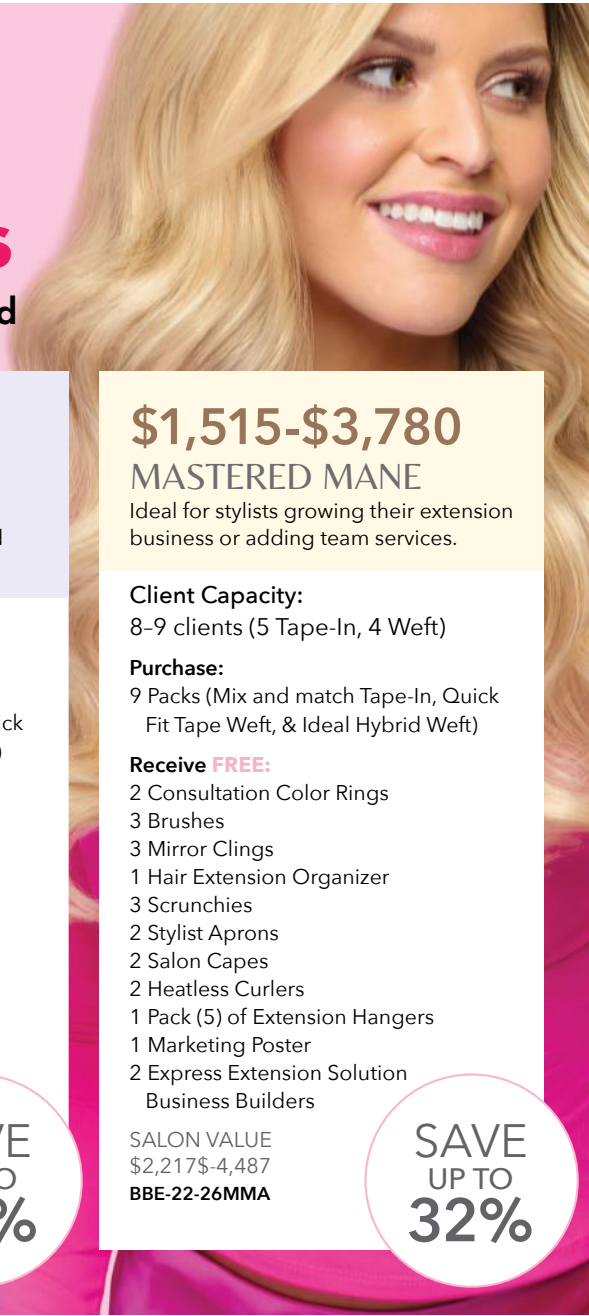 s
d
$1,515-$3,780
MASTERED MANE
Ideal for stylists growing their extension
business or adding team services.
Client Capacity:
8–9 clients (5 Tape-In, 4 Weft)
Purchase:
9 Packs (Mix and match Tape-In, Quick
Fit Tape Weft, & Ideal Hybrid Weft)
Receive FREE:
2 Consultation Color Rings
3 Brushes
3 Mirror Clings
1 Hair Extension Organizer
3 Scrunchies
2 Stylist Aprons
2 Salon Capes
2 Heatless Curlers
1 Pack (5) of Extension Hangers
1 Marketing Poster
2 Express Extension Solution
Business Builders
SALON VALUE
$2,217$-4,487
BBE-22-26MMA
SAVE
UP TO
32%
ck
)
E
O
%